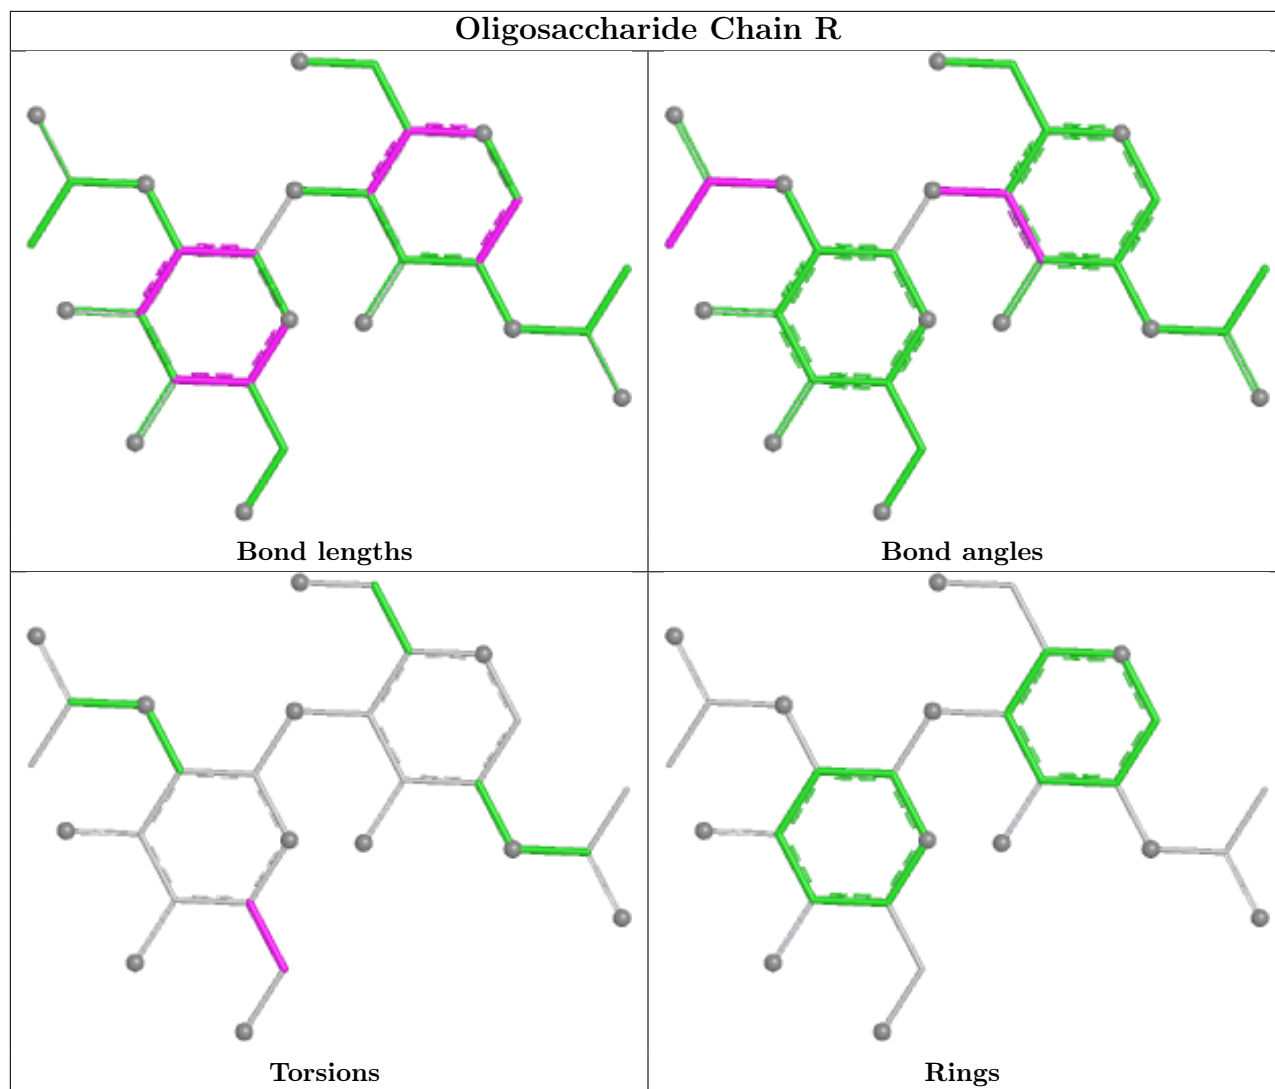 Oligosaccharide Chain R
Bond lengths
Bond angles
Torsions
Rings